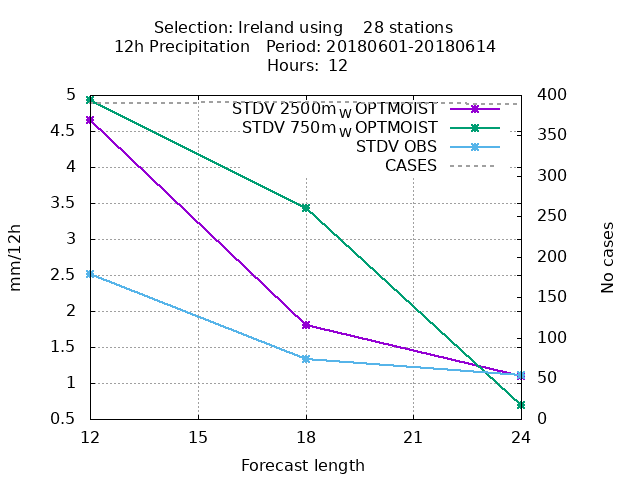 Selection: Ireland using 28 stations
12h Precipitation Period: 20180601-20180614
Hours: 12
STDV 2500m W OPTMOIST
STDV 750m W OPTMOIST
STDV OBS
CASES
5
4.5
4
3.5
3
2.5
2
1.5
1
0.5
400
350
300
250
200
150
100
50
0
mm/12h
No cases
12 15 18 21 24
Forecast length